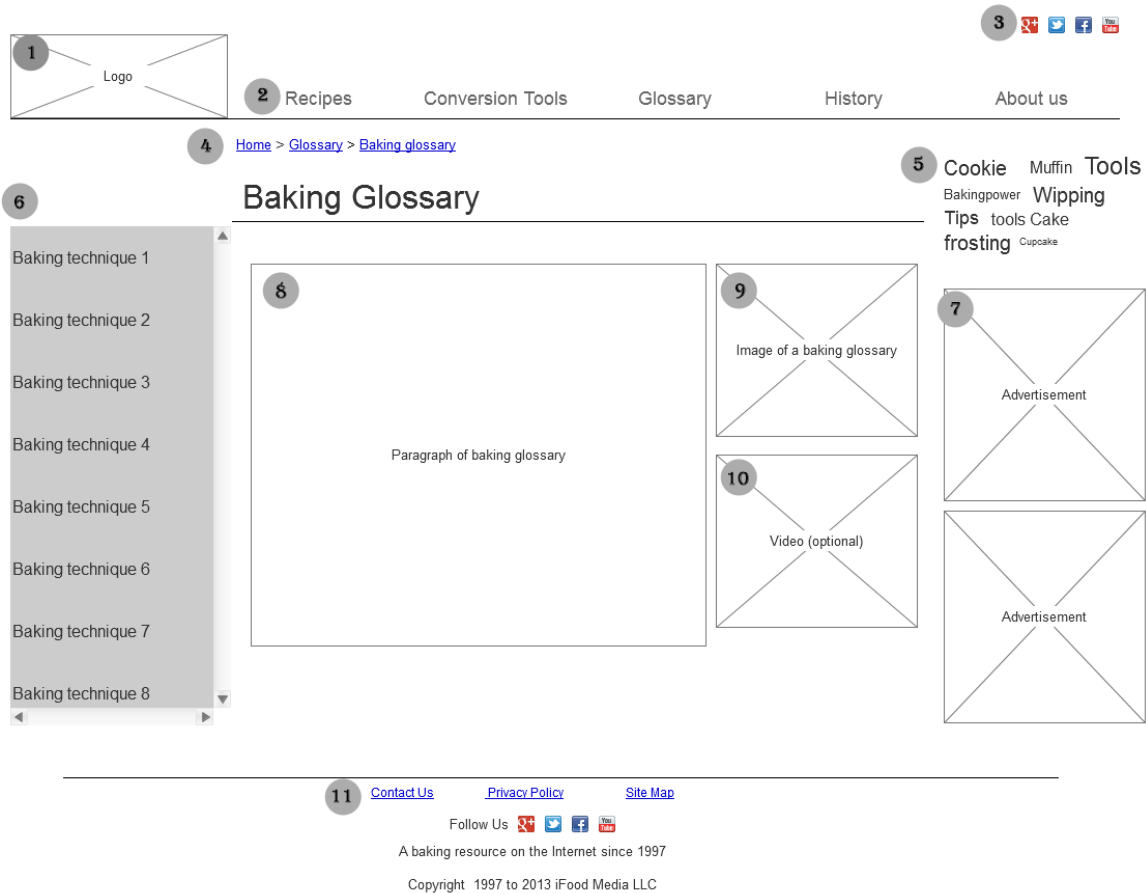 3
1
Logo
2 Recipes Conversion Tools Glossary History About us
4 Home > Glossary > Baking glossary
5 Cookie Muffin Tools
Bakingpower Wipping
Tips tools Cake
frosting Cupcake
Baking Glossary
6
Baking technique 1
Baking technique 2
Baking technique 3
Baking technique 4
Baking technique 5
Baking technique 6
Baking technique 7
Baking technique 8
8
Paragraph of baking glossary
9
Image of a baking glossary
10
Video (optional)
7
Advertisement
Advertisement
11 Contact Us Privacy Policy Site Map
Follow Us
A baking resource on the Internet since 1997
Copyright 1997 to 2013 iFood Media LLC